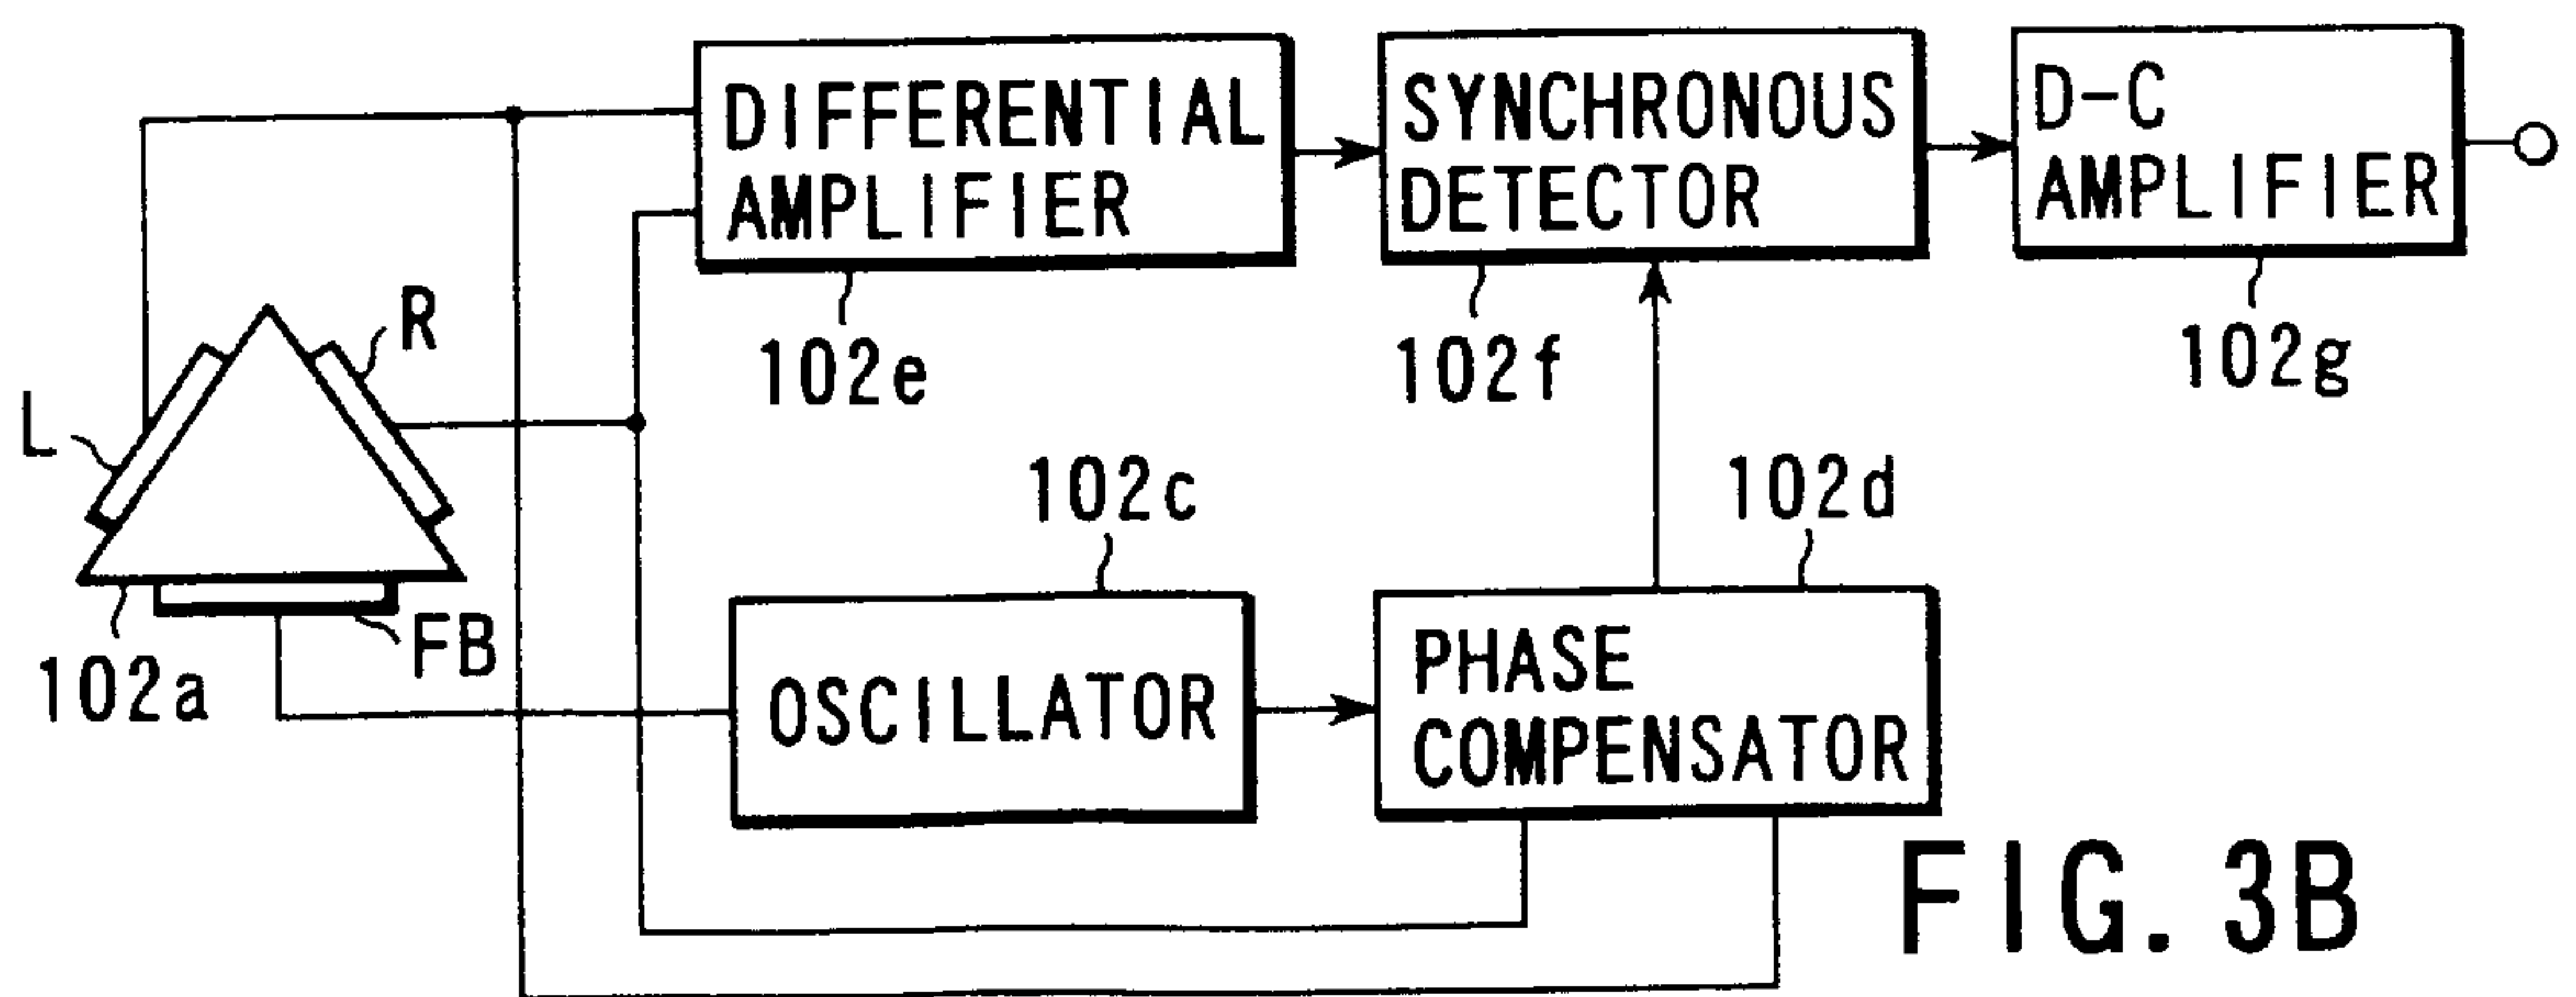 DIFFERENTIAL
AMPLIFIER
102e
SYNCHRONOUS
DETECTOR
102f
D-C
AMPLIFIER
102g
L
R
FB
102a
102c
OSCILLATOR
102d
PHASE
COMPENSATOR
FIG. 3B